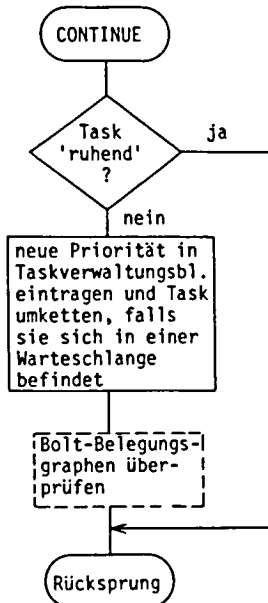 CONTINUE
Task
'ruhend'
?
ja
nein
neue Priorität in
Taskverwaltungsbl.
eintragen und Task
umketten, falls
sie sich in einer
Warteschlange
befindet
Bolt-Belegungs-
graphen über-
prüfen
Rücksprung